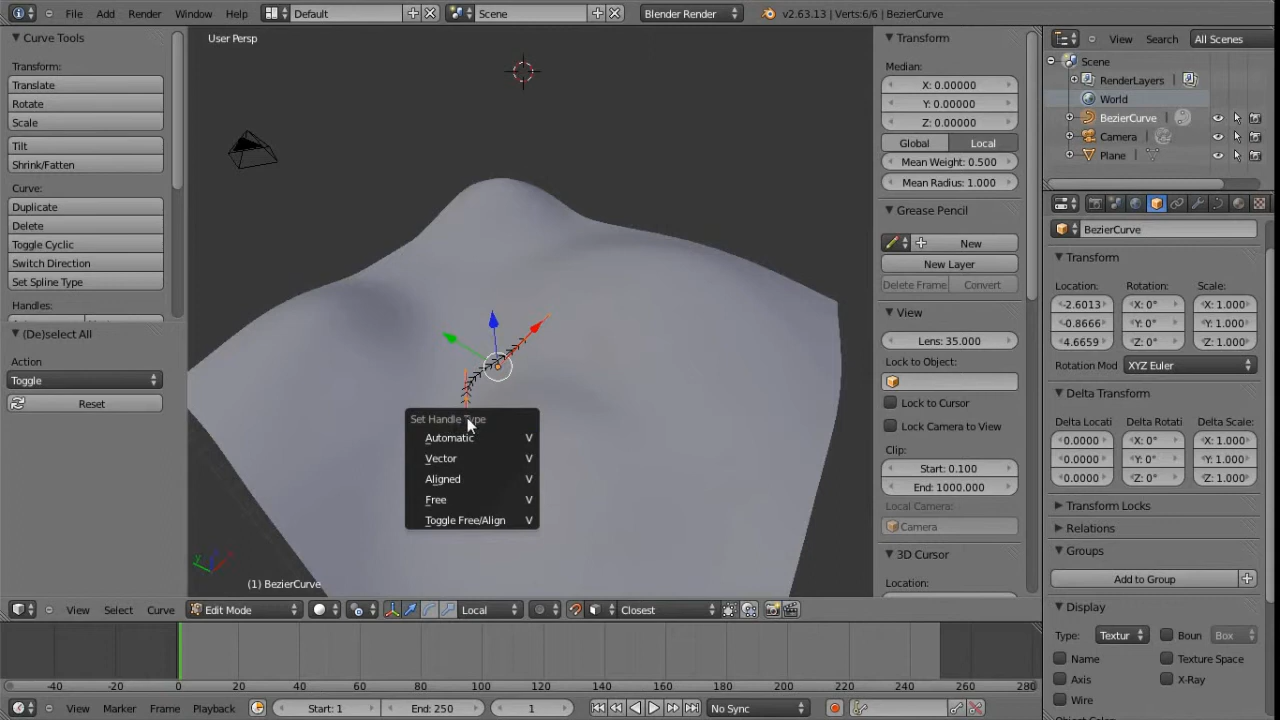 File Add Render Window Help Default Scene Blender Render v2.63.13 | Verts:6/6 | BezierCurve
Curve Tools
Transform:
Translate
Rotate
Scale
Tilt
Shrink/Fatten
Curve:
Duplicate
Delete
Toggle Cyclic
Switch Direction
Set Spline Type
Handles:
(De)select All
Action
Toggle
Reset
User Persp
Set Handle Type
Automatic V
Vector V
Aligned V
Free V
Toggle Free/Align V
(1) BezierCurve
View Select Curve Edit Mode Local Closest
Transform
Median:
X: 0.00000
Y: 0.00000
Z: 0.00000
Global Local
Mean Weight: 0.500
Mean Radius: 1.000
Grease Pencil
New
New Layer
Delete Frame Convert
View
Lens: 35.000
Lock to Object:
Lock to Cursor
Lock Camera to View
Clip:
Start: 0.100
End: 1000.000
Local Camera:
Camera
3D Cursor
Location:
View Search All Scenes
Scene
RenderLayers
World
BezierCurve
Camera
Plane
BezierCurve
Transform
Location: Rotation: Scale:
-2.6013 X: 0° X: 1.000
-0.8666 Y: 0° Y: 1.000
4.6659 Z: 0° Z: 1.000
Rotation Mod XYZ Euler
Delta Transform
Delta Locati Delta Rotati Delta Scale:
0.0000 X: 0° X: 1.000
0.0000 Y: 0° Y: 1.000
0.0000 Z: 0° Z: 1.000
Transform Locks
Relations
Groups
Add to Group
Display
Type: Textur Boun Box
Name Texture Space
Axis X-Ray
Wire
-40 -20 0 20 40 60 80 100 120 140 160 180 200 220 240 260 280
View Marker Frame Playback Start: 1 End: 250 1 No Sync